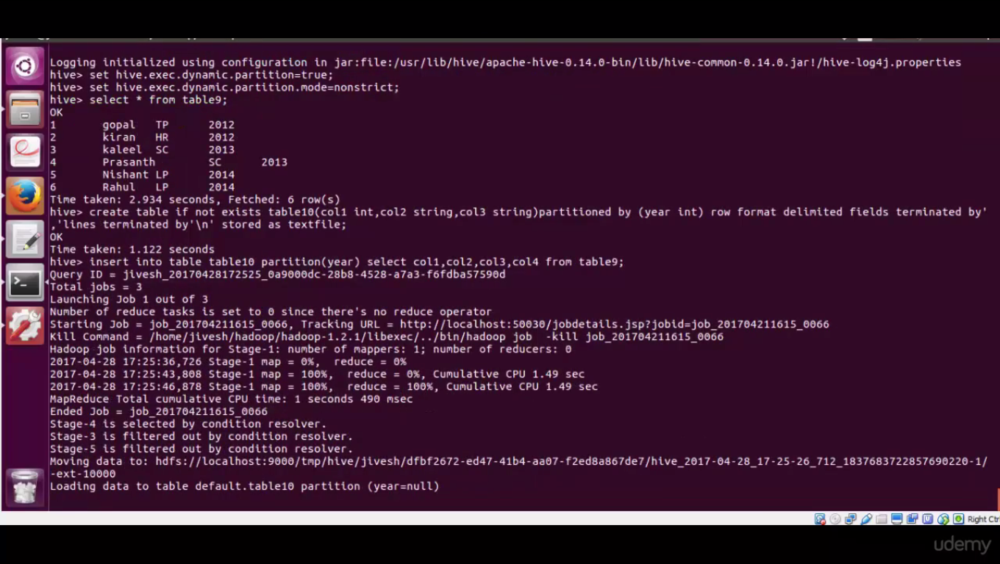 Logging initialized using configuration in jar:file:/usr/lib/hive/apache-hive-0.14.0-bin/lib/hive-common-0.14.0.jar!/hive-log4j.properties
hive> set hive.exec.dynamic.partition=true;
hive> set hive.exec.dynamic.partition.mode=nonstrict;
hive> select * from table9;
OK
1 gopal TP 2012
2 kiran HR 2012
3 kaleel SC 2013
4 Prasanth SC 2013
5 Nishant LP 2014
6 Rahul LP 2014
Time taken: 2.934 seconds, Fetched: 6 row(s)
hive> create table if not exists table10(col1 int,col2 string,col3 string)partitioned by (year int) row format delimited fields terminated by'
,'lines terminated by'\n' stored as textfile;
OK
Time taken: 1.122 seconds
hive> insert into table table10 partition(year) select col1,col2,col3,col4 from table9;
Query ID = jivesh_20170428172525_0a9000dc-28b8-4528-a7a3-f6fdba57590d
Total jobs = 3
Launching Job 1 out of 3
Number of reduce tasks is set to 0 since there's no reduce operator
Starting Job = job_201704211615_0066, Tracking URL = http://localhost:50030/jobdetails.jsp?jobid=job_201704211615_0066
Kill Command = /home/jivesh/hadoop/hadoop-1.2.1/libexec/../bin/hadoop job  -kill job_201704211615_0066
Hadoop job information for Stage-1: number of mappers: 1; number of reducers: 0
2017-04-28 17:25:36,726 Stage-1 map = 0%,  reduce = 0%
2017-04-28 17:25:43,808 Stage-1 map = 100%,  reduce = 0%, Cumulative CPU 1.49 sec
2017-04-28 17:25:46,878 Stage-1 map = 100%,  reduce = 100%, Cumulative CPU 1.49 sec
MapReduce Total cumulative CPU time: 1 seconds 490 msec
Ended Job = job_201704211615_0066
Stage-4 is selected by condition resolver.
Stage-3 is filtered out by condition resolver.
Stage-5 is filtered out by condition resolver.
Moving data to: hdfs://localhost:9000/tmp/hive/jivesh/dfbf2672-ed47-41b4-aa07-f2ed8a867de7/hive_2017-04-28_17-25-26_712_1837683722857690220-1/
-ext-10000
Loading data to table default.table10 partition (year=null)
Right Ctrl
udemy